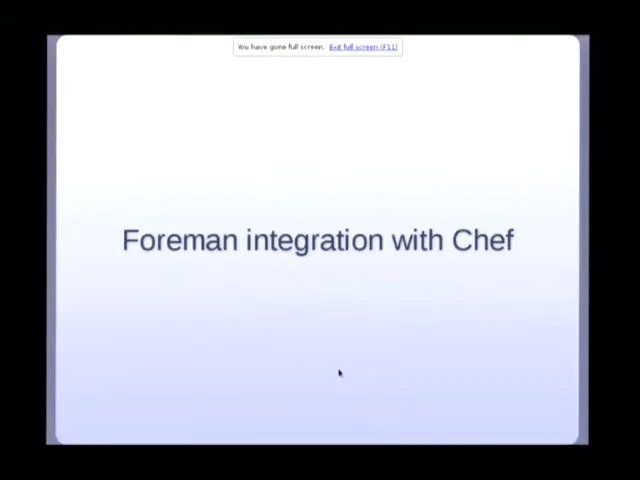 You have gone full screen. Exit full screen (F11)
Foreman integration with Chef